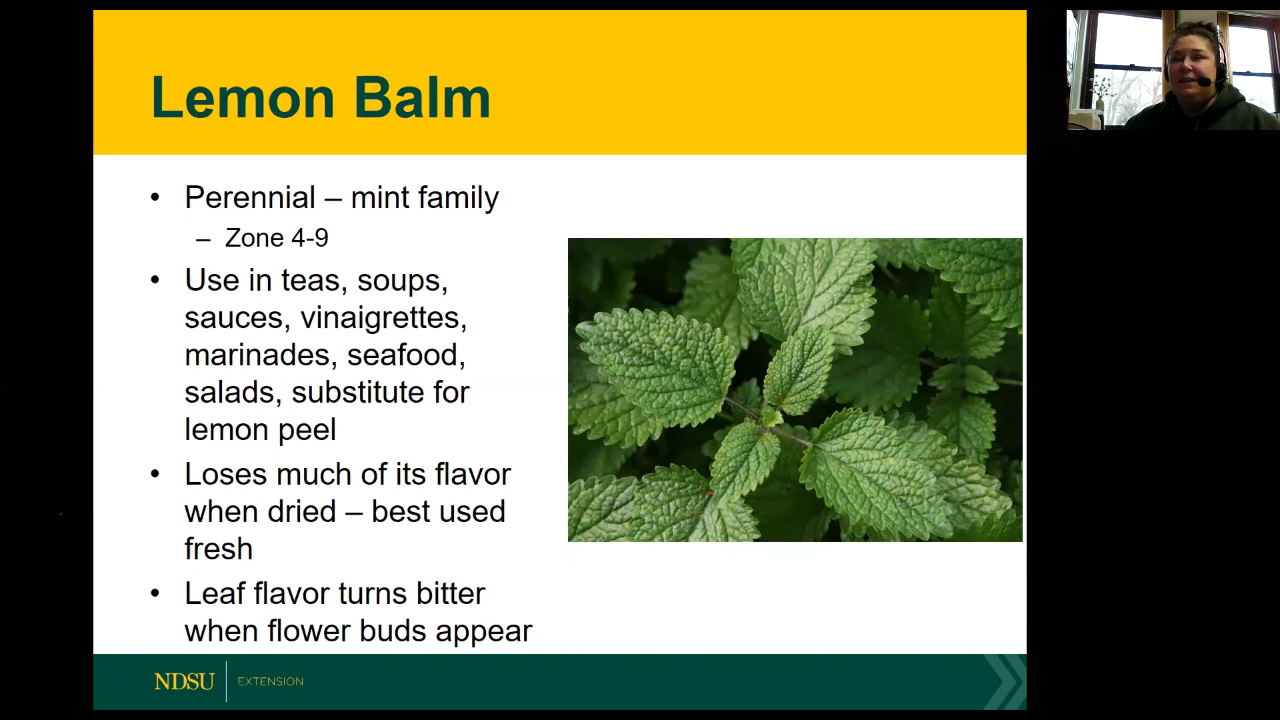 Lemon Balm
• Perennial – mint family
– Zone 4-9
• Use in teas, soups,
sauces, vinaigrettes,
marinades, seafood,
salads, substitute for
lemon peel
• Loses much of its flavor
when dried – best used
fresh
• Leaf flavor turns bitter
when flower buds appear
NDSU EXTENSION